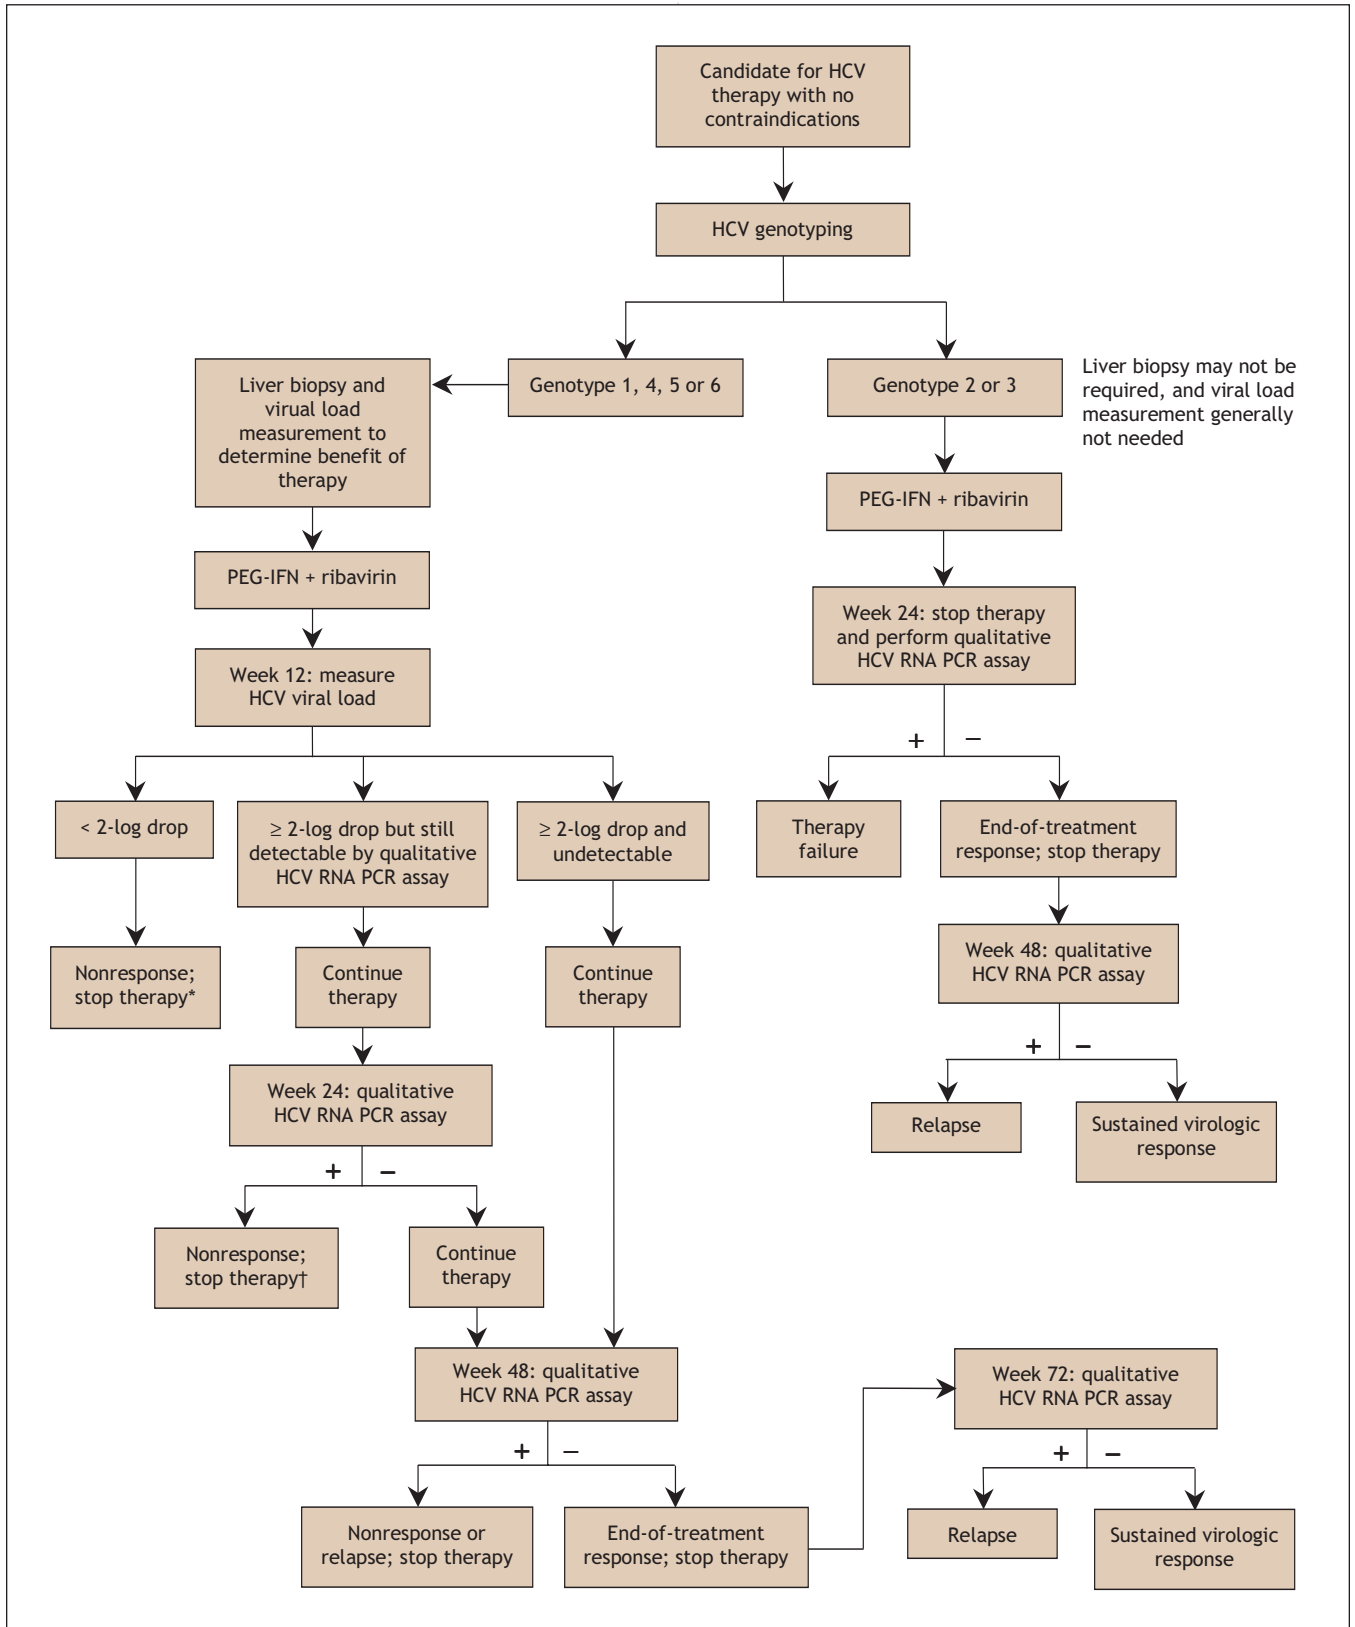 Candidate for HCV
therapy with no
contraindications
HCV genotyping
Genotype 1, 4, 5 or 6
Genotype 2 or 3
Liver biopsy may not be
required, and viral load
measurement generally
not needed
Liver biopsy and
virual load
measurement to
determine benefit of
therapy
PEG-IFN + ribavirin
Week 12: measure
HCV viral load
< 2-log drop
≥ 2-log drop but still
detectable by qualitative
HCV RNA PCR assay
≥ 2-log drop and
undetectable
Nonresponse;
stop therapy*
Continue
therapy
Continue
therapy
Week 24: qualitative
HCV RNA PCR assay
+ −
Nonresponse;
stop therapy†
Continue
therapy
Week 48: qualitative
HCV RNA PCR assay
+ −
Nonresponse or
relapse; stop therapy
End-of-treatment
response; stop therapy
PEG-IFN + ribavirin
Week 24: stop therapy
and perform qualitative
HCV RNA PCR assay
+ −
Therapy
failure
End-of-treatment
response; stop therapy
Week 48: qualitative
HCV RNA PCR assay
+ −
Relapse
Sustained virologic
response
Week 72: qualitative
HCV RNA PCR assay
+ −
Relapse
Sustained virologic
response